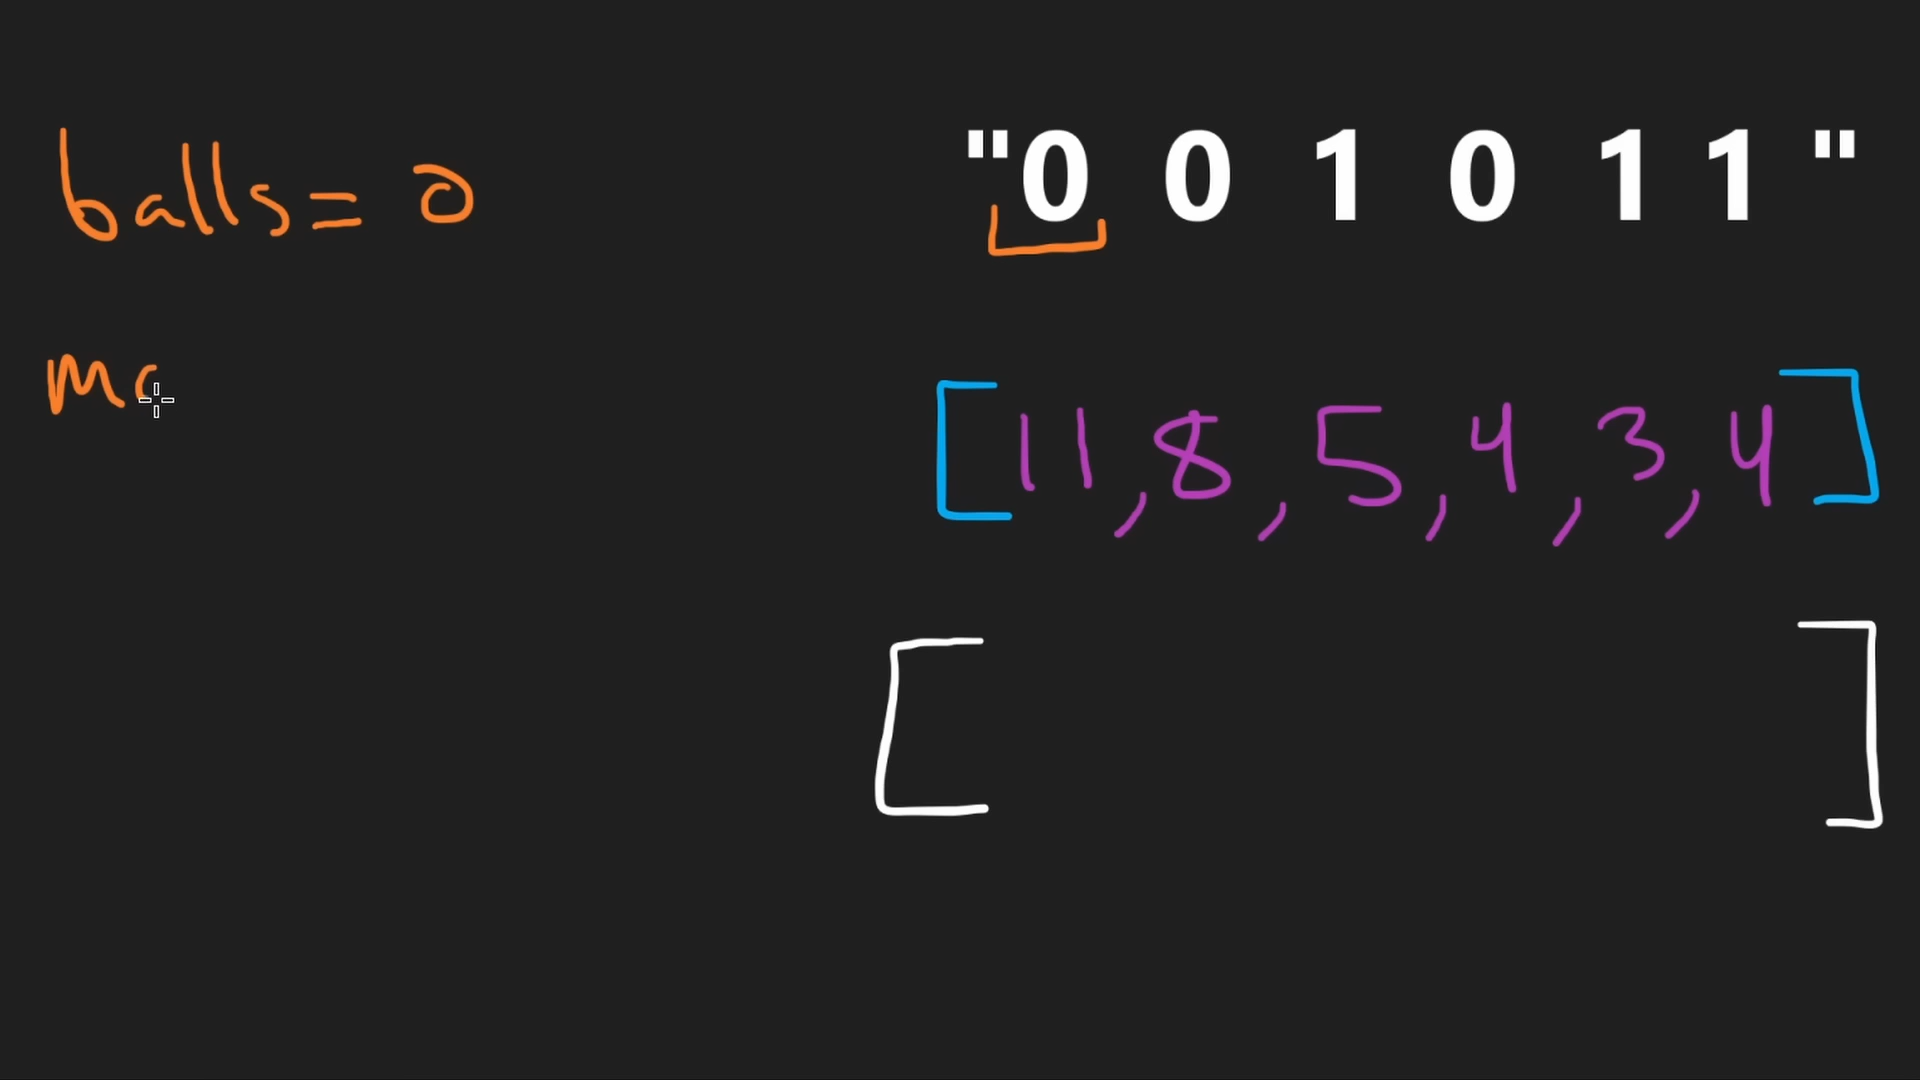 balls = 0
"0 0 1 0 1 1 "
mo
[11, 8, 5, 4, 3, 4]
[ ]